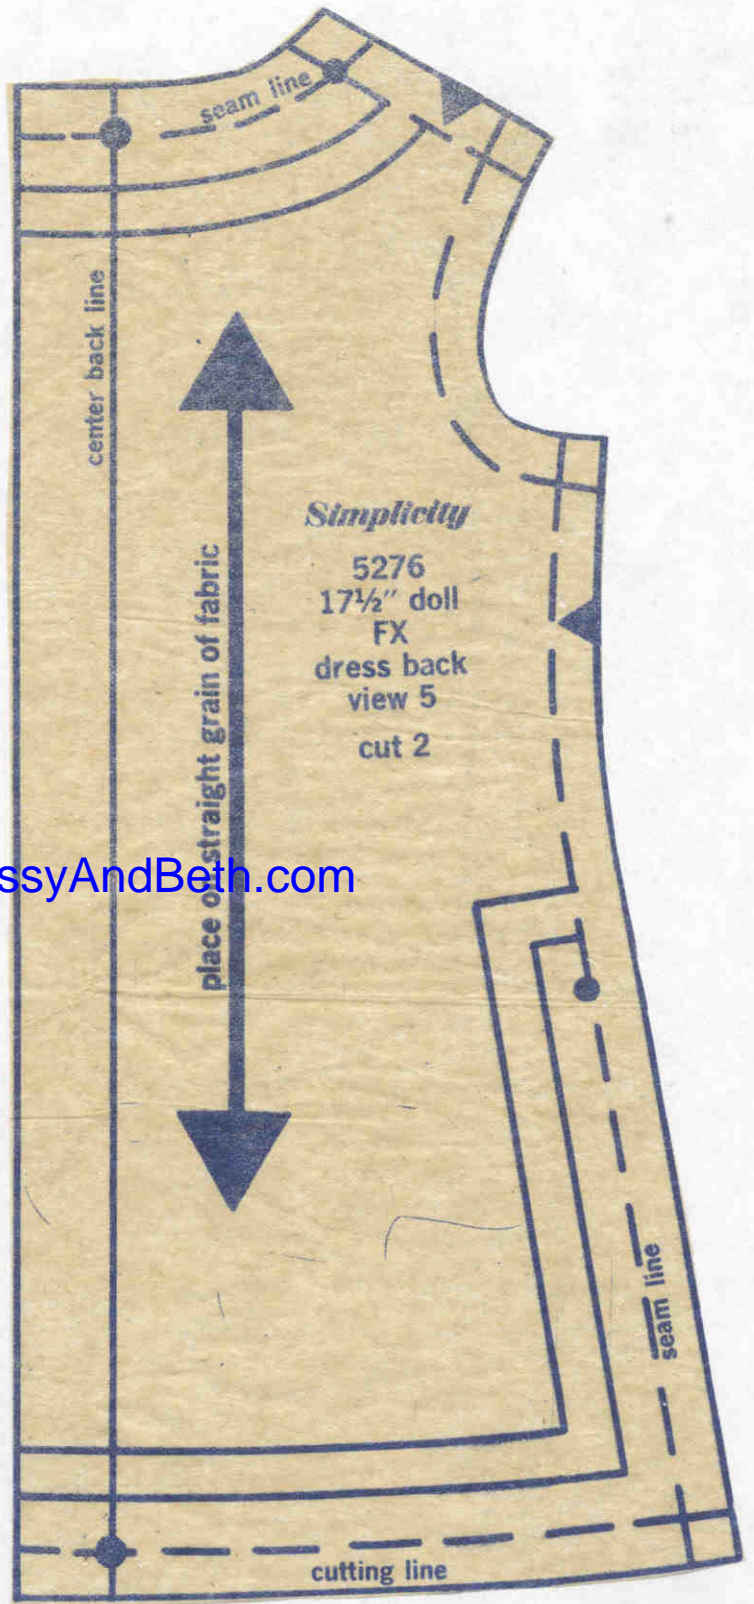 seam line
center back line
place on straight grain of fabric
Simplicity
5276
17½″ doll
FX
dress back
view 5
cut 2
ssyAndBeth.com
seam line
cutting line